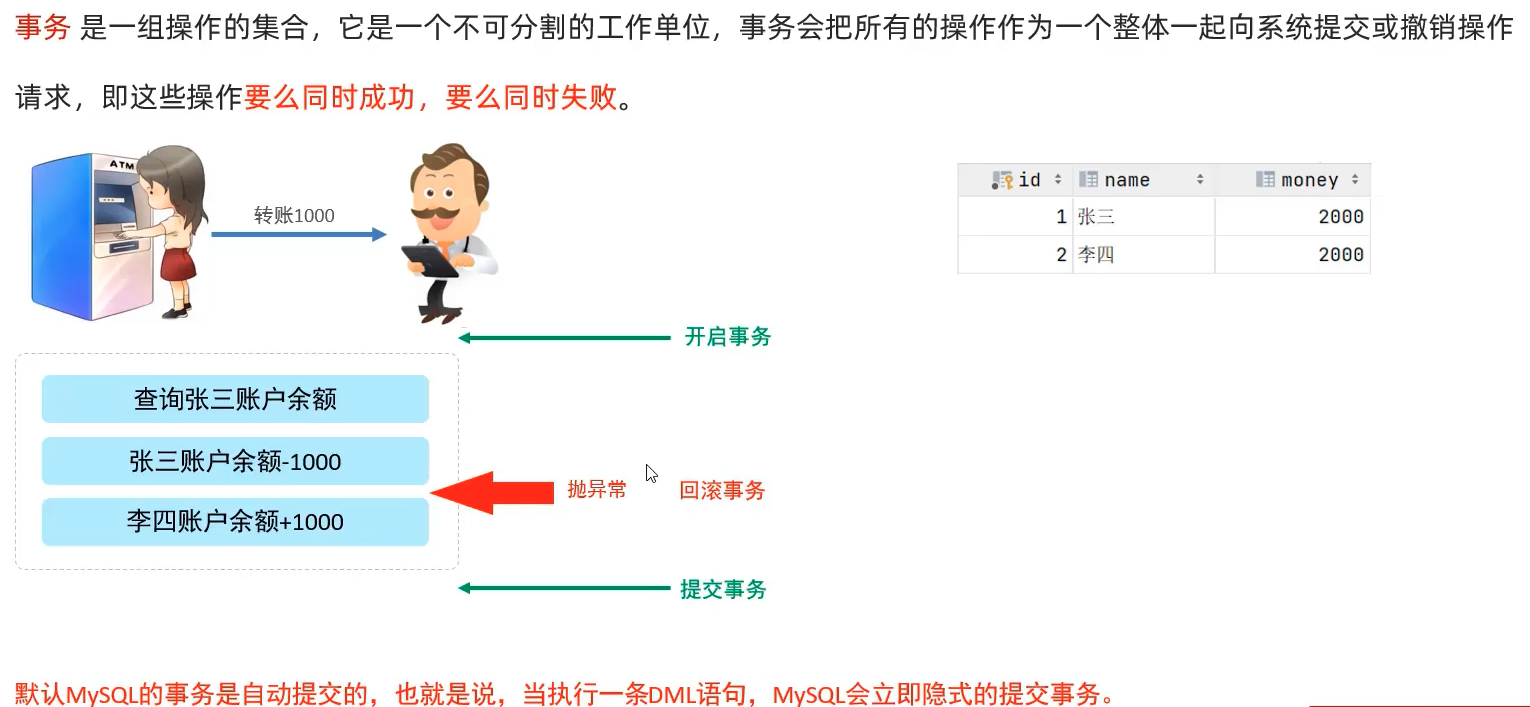 事务 是一组操作的集合，它是一个不可分割的工作单位，事务会把所有的操作作为一个整体一起向系统提交或撤销操作
请求，即这些操作要么同时成功，要么同时失败。
ATM
转账1000
id name money
1 张三 2000
2 李四 2000
开启事务
查询张三账户余额
张三账户余额-1000
抛异常 回滚事务
李四账户余额+1000
提交事务
默认MySQL的事务是自动提交的，也就是说，当执行一条DML语句，MySQL会立即隐式的提交事务。